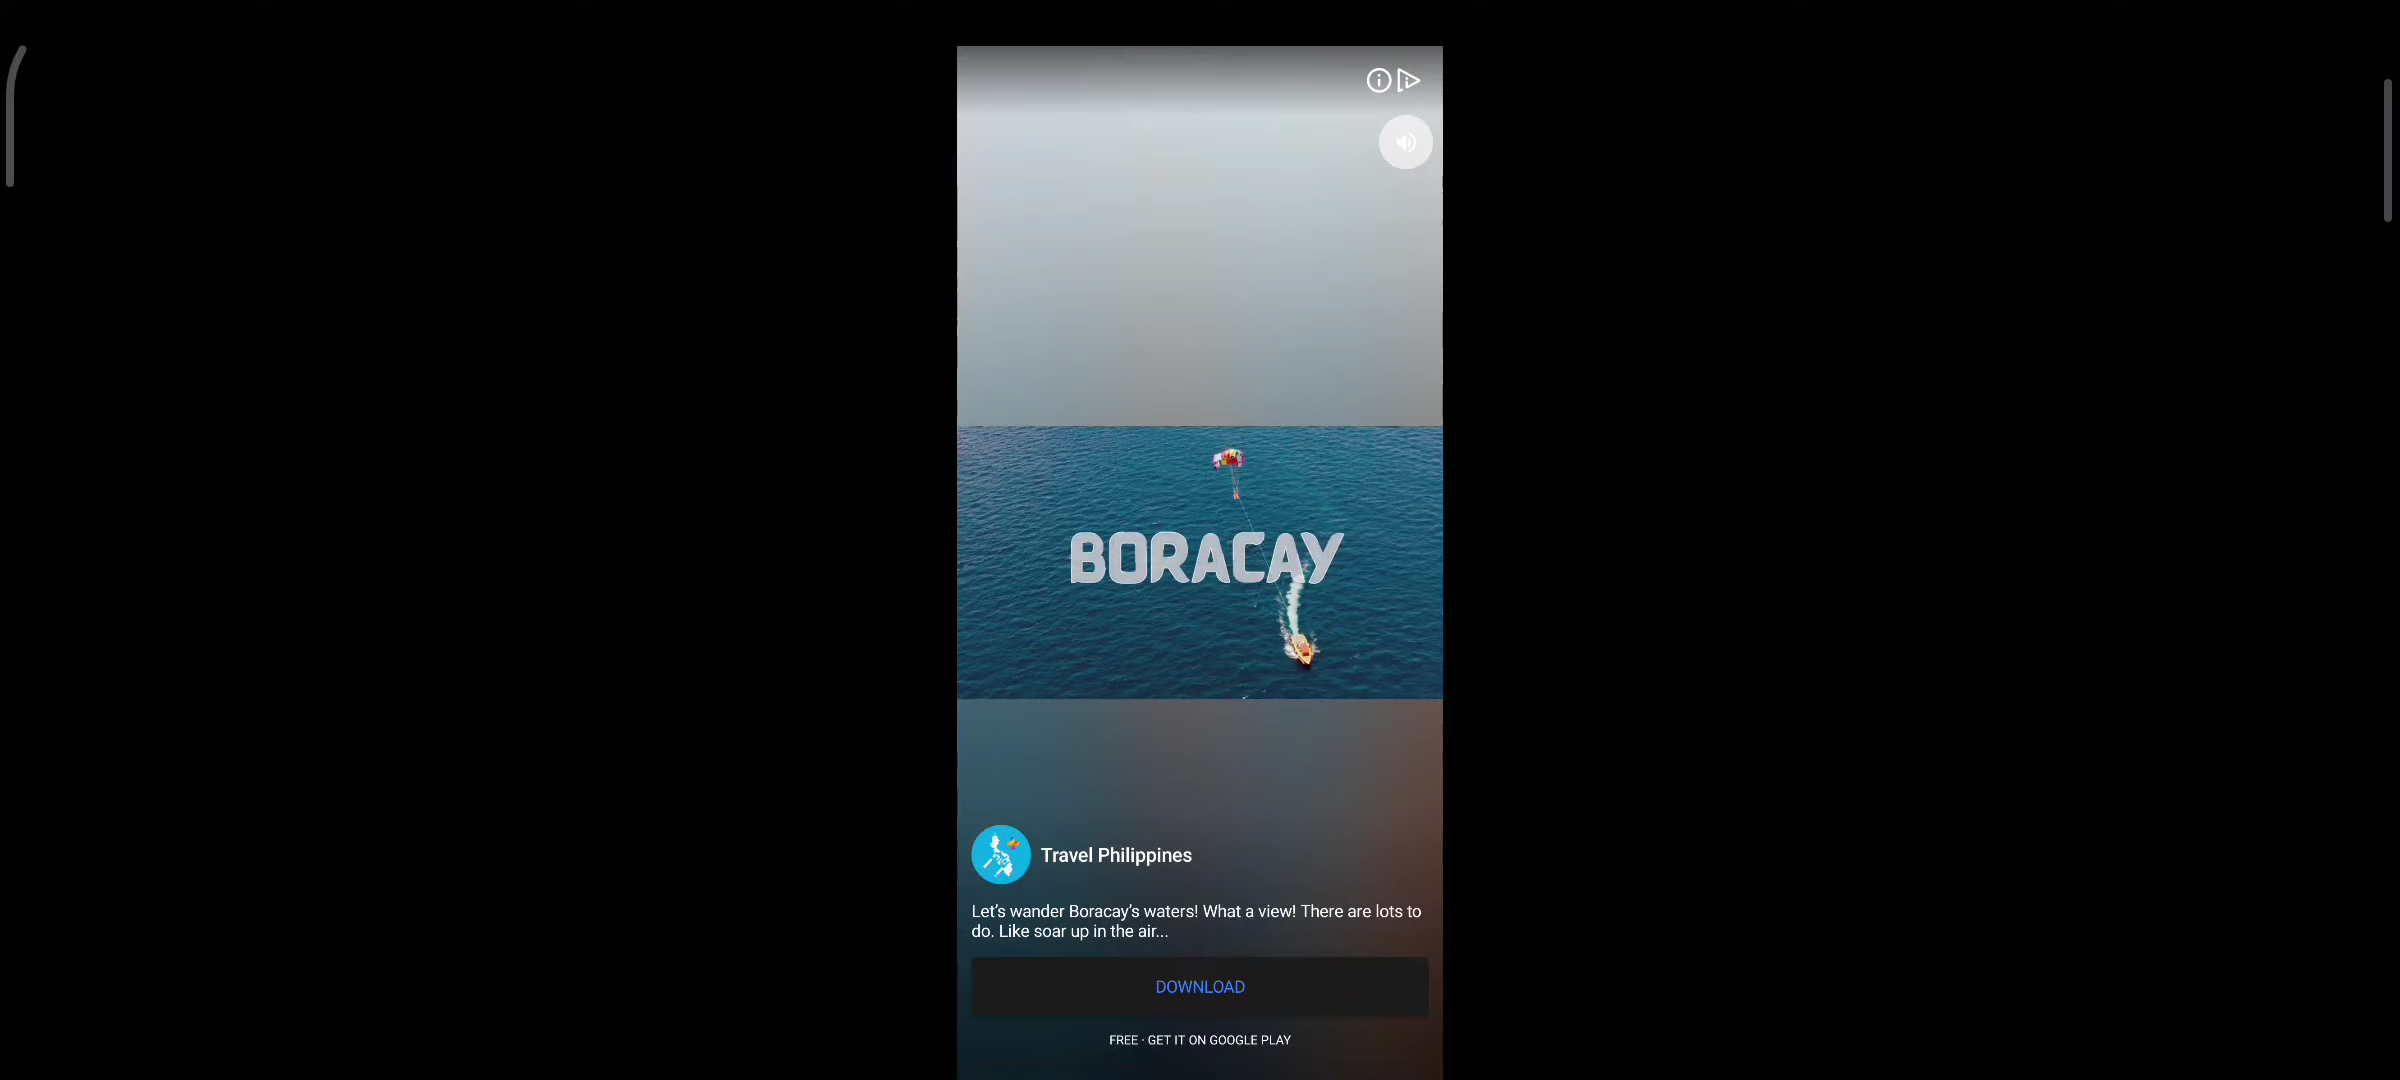 BORACAY
Travel Philippines
Let's wander Boracay's waters! What a view! There are lots to
do. Like soar up in the air...
DOWNLOAD
FREE · GET IT ON GOOGLE PLAY